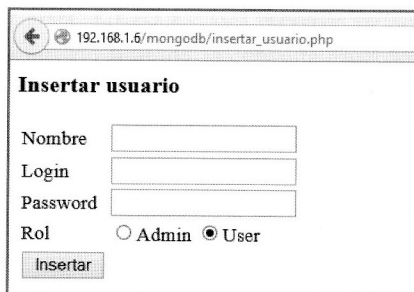 192.168.1.6/mongodb/insertar_usuario.php
Insertar usuario
Nombre
Login
Password
Rol Admin User
Insertar